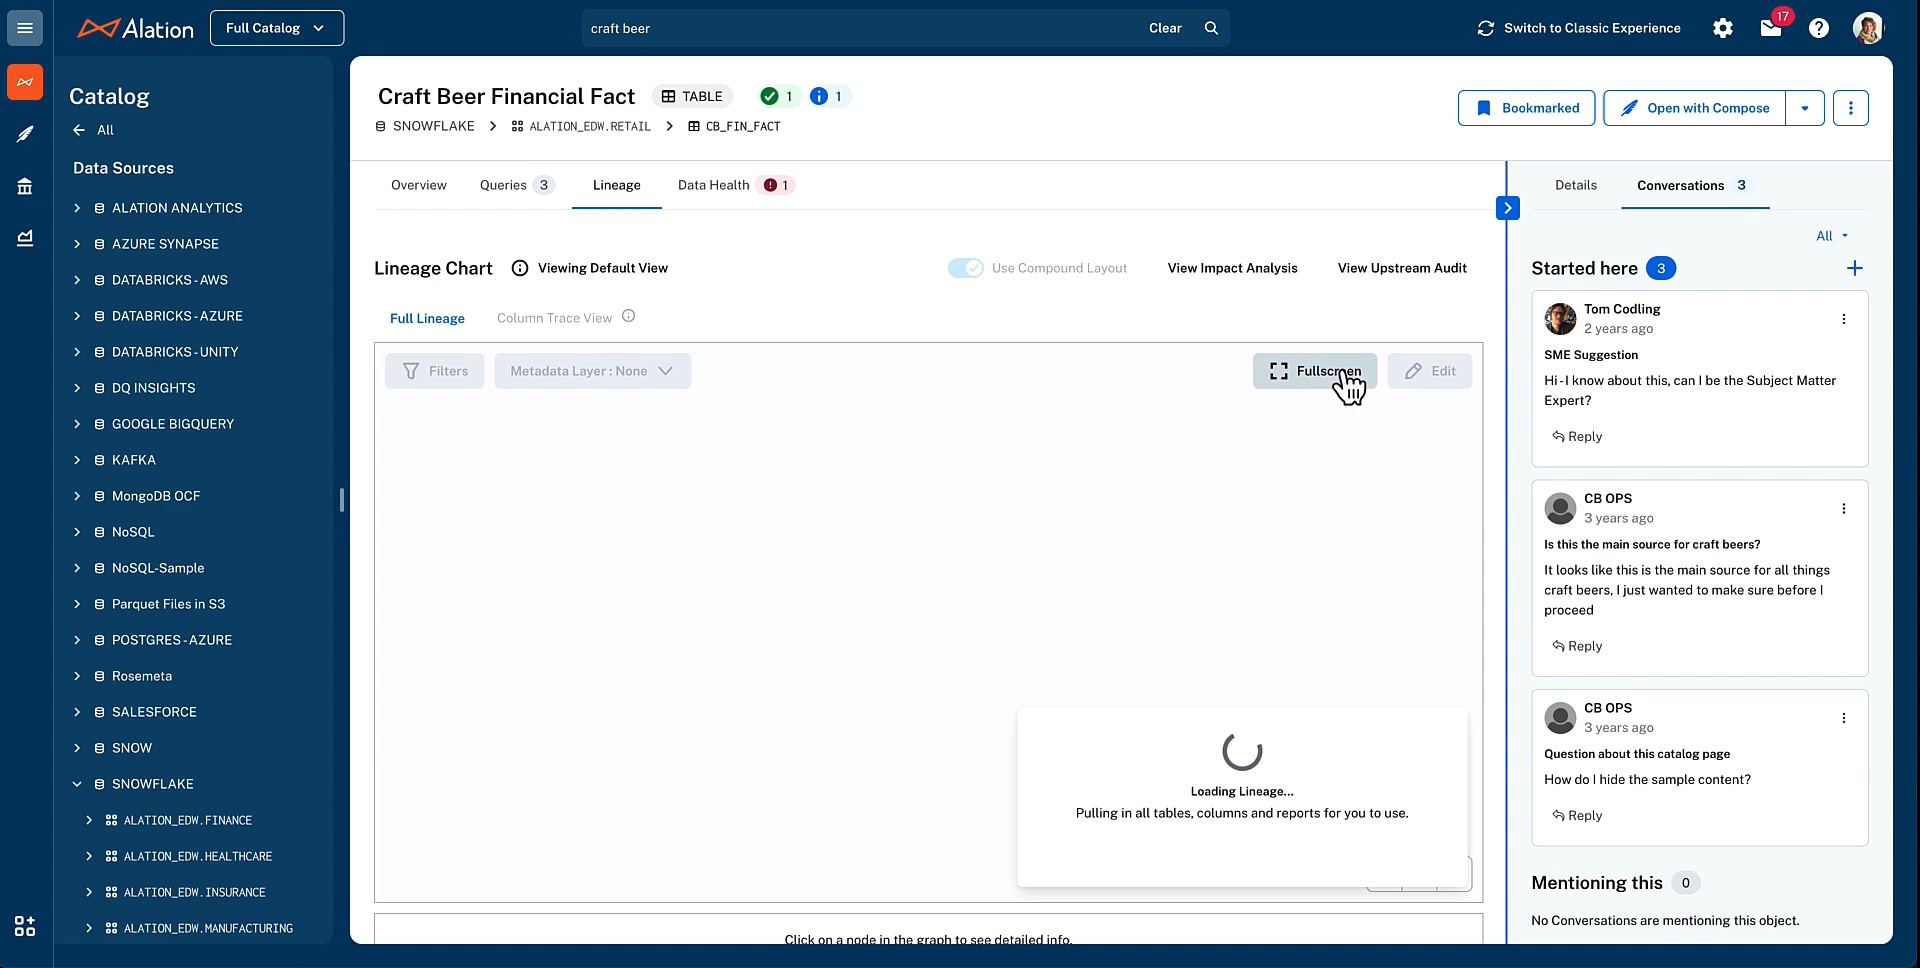 Alation
Full Catalog
craft beer
Clear
Switch to Classic Experience
17
Catalog
All
Data Sources
ALATION ANALYTICS
AZURE SYNAPSE
DATABRICKS-AWS
DATABRICKS-AZURE
DATABRICKS-UNITY
DQ INSIGHTS
GOOGLE BIGQUERY
KAFKA
MongoDB OCF
NoSQL
NoSQL-Sample
Parquet Files in S3
POSTGRES-AZURE
Rosemeta
SALESFORCE
SNOW
SNOWFLAKE
ALATION_EDW.FINANCE
ALATION_EDW.HEALTHCARE
ALATION_EDW.INSURANCE
ALATION_EDW.MANUFACTURING
Craft Beer Financial Fact
TABLE
1
1
SNOWFLAKE > ALATION_EDW.RETAIL > CB_FIN_FACT
Bookmarked
Open with Compose
Overview
Queries 3
Lineage
Data Health 1
Lineage Chart
Viewing Default View
Use Compound Layout
View Impact Analysis
View Upstream Audit
Full Lineage
Column Trace View
Filters
Metadata Layer : None
Fullscreen
Edit
Loading Lineage...
Pulling in all tables, columns and reports for you to use.
Click on a node in the graph to see detailed info.
Details
Conversations 3
All
Started here 3
Tom Codling
2 years ago
SME Suggestion
Hi-I know about this, can I be the Subject Matter
Expert?
Reply
CB OPS
3 years ago
Is this the main source for craft beers?
It looks like this is the main source for all things
craft beers, I just wanted to make sure before I
proceed
Reply
CB OPS
3 years ago
Question about this catalog page
How do I hide the sample content?
Reply
Mentioning this 0
No Conversations are mentioning this object.